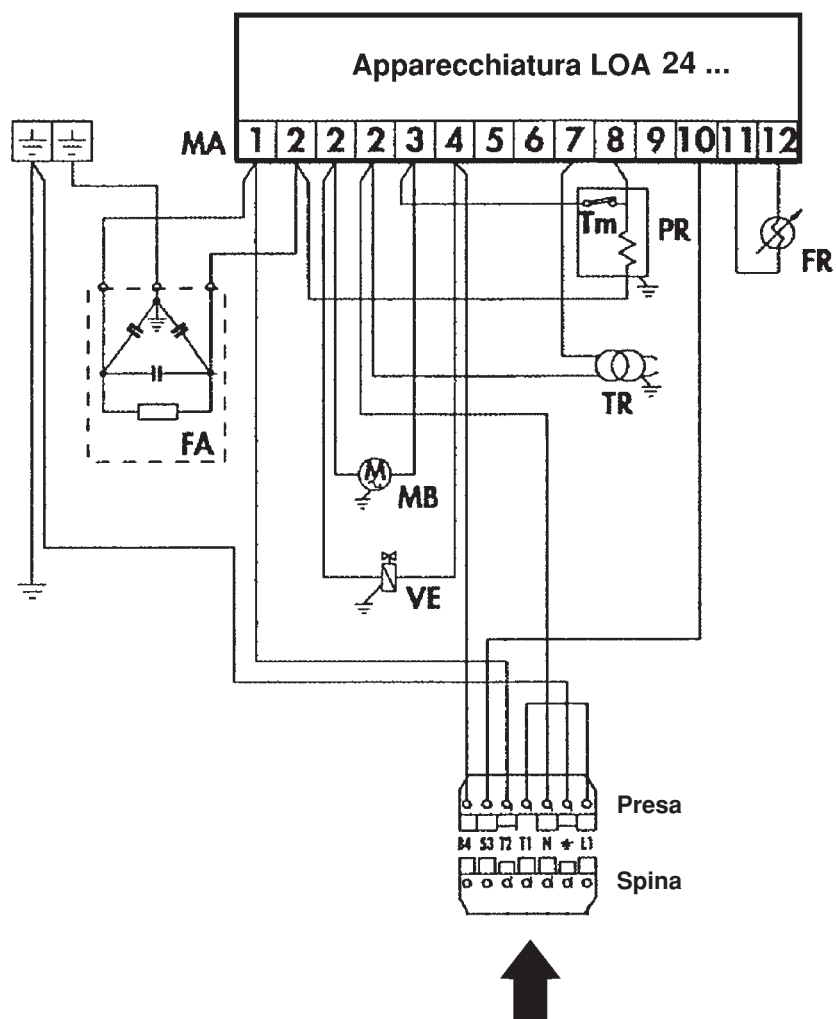 Apparecchiatura LOA 24 ...
MA 1 2 2 2 3 4 5 6 7 8 9 10 11 12
Tm
PR
FR
TR
FA
M
MB
VE
Presa
B4 S3 T2 T1 N L1
Spina